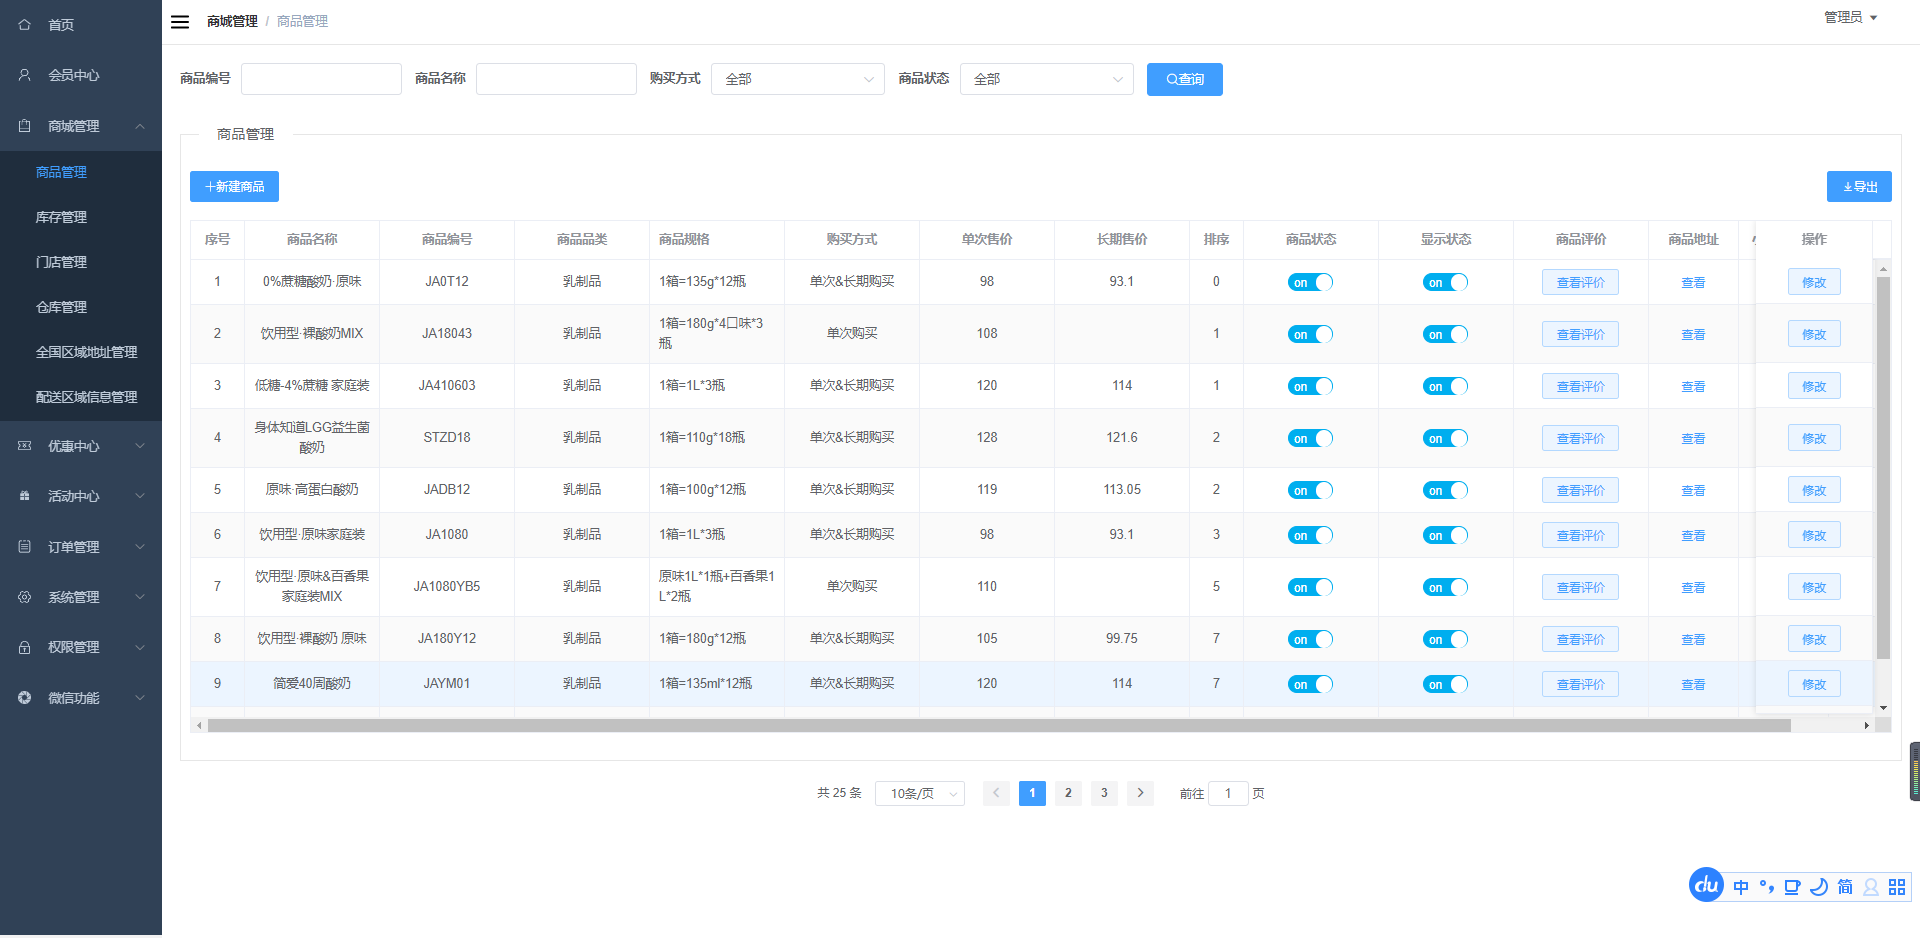 首页
会员中心
商城管理
商品管理
库存管理
门店管理
仓库管理
全国区域地址管理
配送区域信息管理
优惠中心
活动中心
订单管理
系统管理
权限管理
微信功能
商城管理 / 商品管理
管理员
商品编号
商品名称
购买方式 全部
商品状态 全部
查询
商品管理
+新建商品
导出
序号 商品名称 商品编号 商品品类 商品规格 购买方式 单次售价 长期售价 排序 商品状态 显示状态 商品评价 商品地址 操作
1 0%蔗糖酸奶·原味 JA0T12 乳制品 1箱=135g*12瓶 单次&长期购买 98 93.1 0 on on 查看评价 查看 修改
2 饮用型·裸酸奶MIX JA18043 乳制品 1箱=180g*4口味*3
瓶 单次购买 108 1 on on 查看评价 查看 修改
3 低糖-4%蔗糖 家庭装 JA410603 乳制品 1箱=1L*3瓶 单次&长期购买 120 114 1 on on 查看评价 查看 修改
4 身体知道LGG益生菌
酸奶 STZD18 乳制品 1箱=110g*18瓶 单次&长期购买 128 121.6 2 on on 查看评价 查看 修改
5 原味·高蛋白酸奶 JADB12 乳制品 1箱=100g*12瓶 单次&长期购买 119 113.05 2 on on 查看评价 查看 修改
6 饮用型·原味家庭装 JA1080 乳制品 1箱=1L*3瓶 单次&长期购买 98 93.1 3 on on 查看评价 查看 修改
7 饮用型·原味&百香果
家庭装MIX JA1080YB5 乳制品 原味1L*1瓶+百香果1
L*2瓶 单次购买 110 5 on on 查看评价 查看 修改
8 饮用型·裸酸奶 原味 JA180Y12 乳制品 1箱=180g*12瓶 单次&长期购买 105 99.75 7 on on 查看评价 查看 修改
9 简爱40周酸奶 JAYM01 乳制品 1箱=135ml*12瓶 单次&长期购买 120 114 7 on on 查看评价 查看 修改
共 25 条 10条/页 1 2 3 前往 1 页
du 中 简